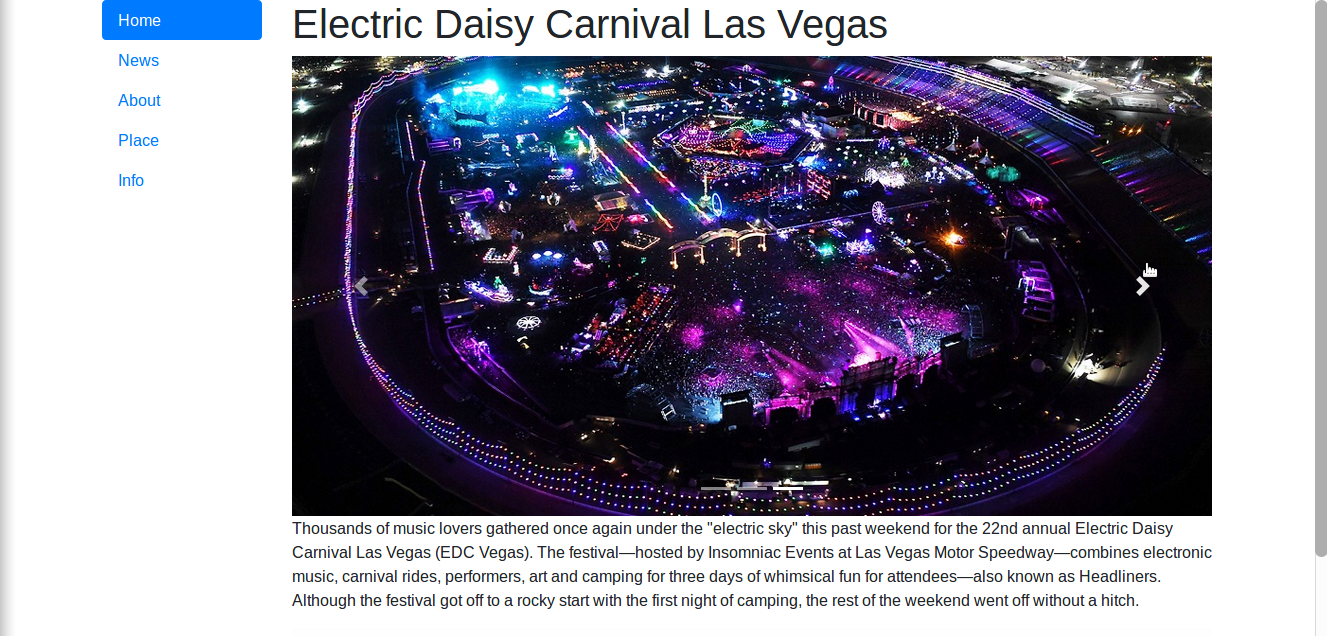 Home
News
About
Place
Info
Electric Daisy Carnival Las Vegas
Thousands of music lovers gathered once again under the "electric sky" this past weekend for the 22nd annual Electric Daisy
Carnival Las Vegas (EDC Vegas). The festival—hosted by Insomniac Events at Las Vegas Motor Speedway—combines electronic
music, carnival rides, performers, art and camping for three days of whimsical fun for attendees—also known as Headliners.
Although the festival got off to a rocky start with the first night of camping, the rest of the weekend went off without a hitch.